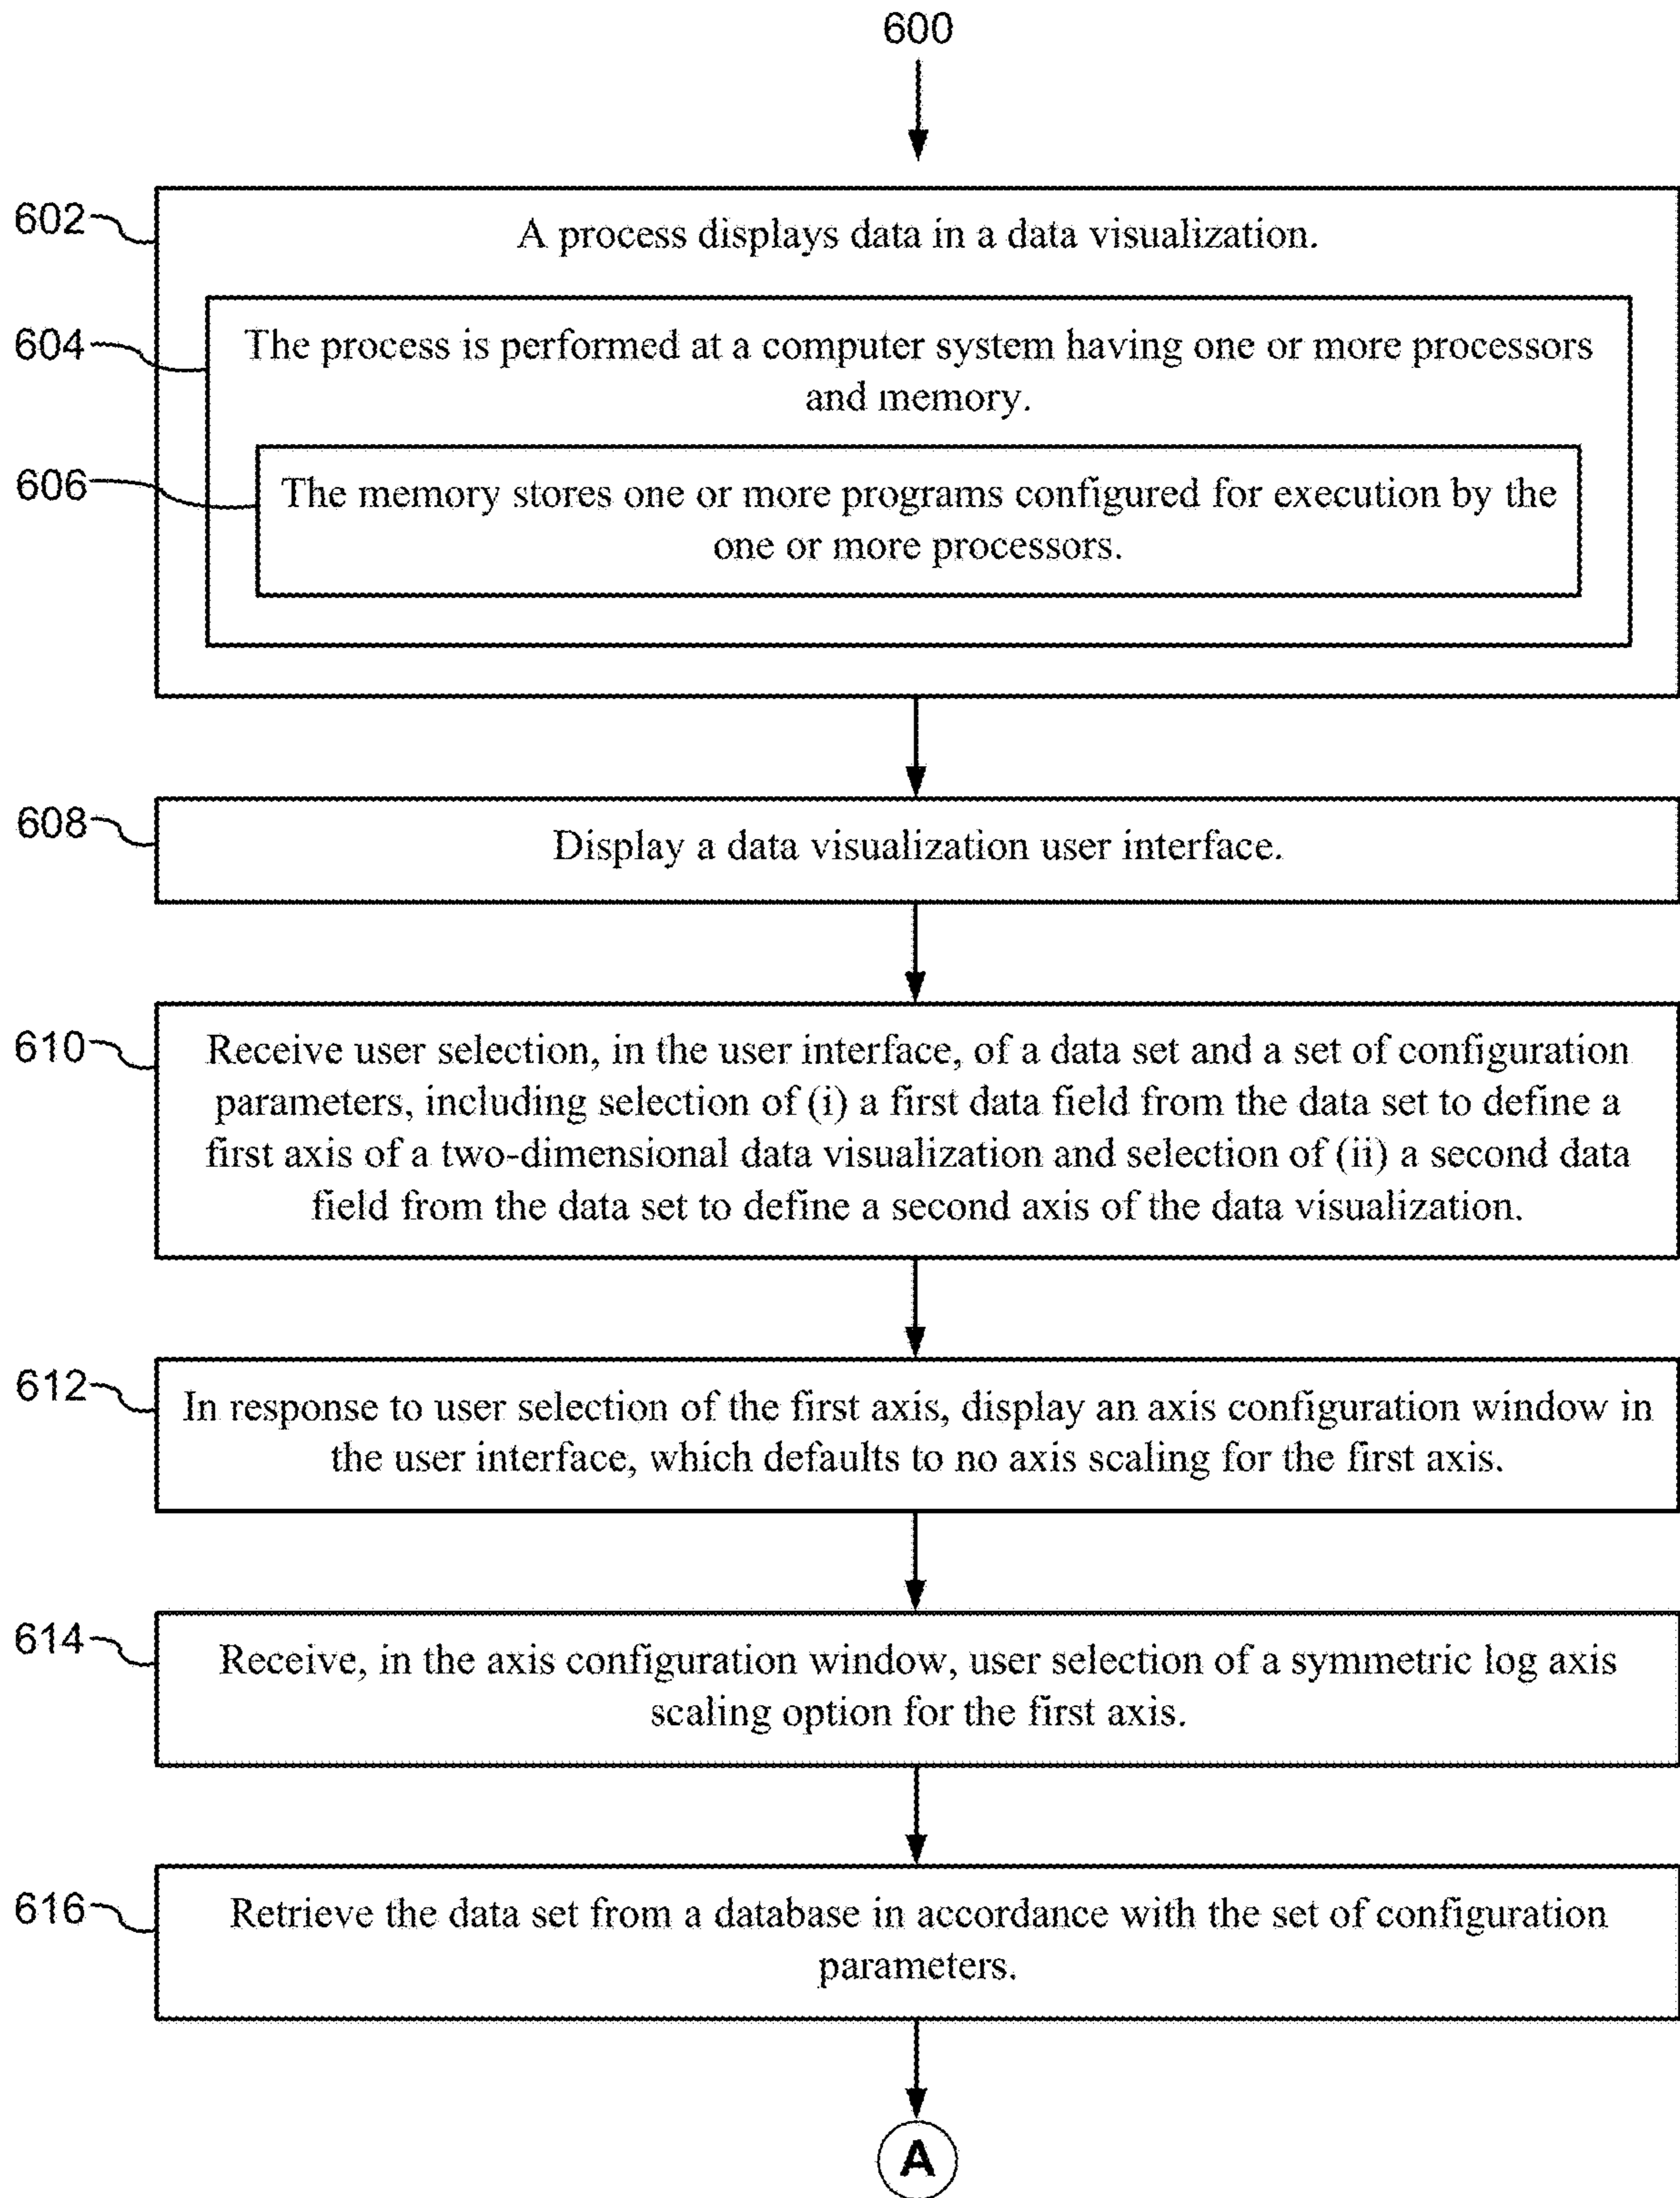 600
602
A process displays data in a data visualization.
604
The process is performed at a computer system having one or more processors
and memory.
606
The memory stores one or more programs configured for execution by the
one or more processors.
608
Display a data visualization user interface.
610
Receive user selection, in the user interface, of a data set and a set of configuration
parameters, including selection of (i) a first data field from the data set to define a
first axis of a two-dimensional data visualization and selection of (ii) a second data
field from the data set to define a second axis of the data visualization.
612
In response to user selection of the first axis, display an axis configuration window in
the user interface, which defaults to no axis scaling for the first axis.
614
Receive, in the axis configuration window, user selection of a symmetric log axis
scaling option for the first axis.
616
Retrieve the data set from a database in accordance with the set of configuration
parameters.
A